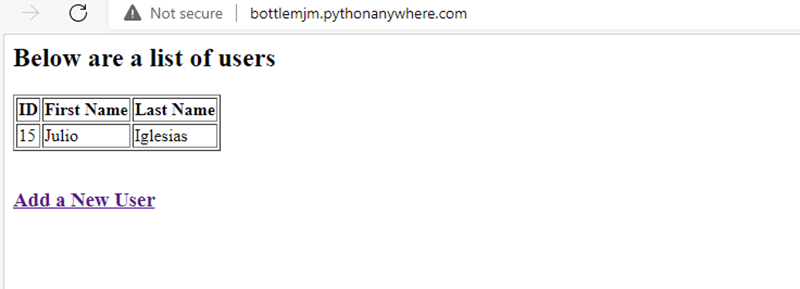 Not secure | bottlemjm.pythonanywhere.com
Below are a list of users
ID First Name Last Name
15 Julio Iglesias
Add a New User